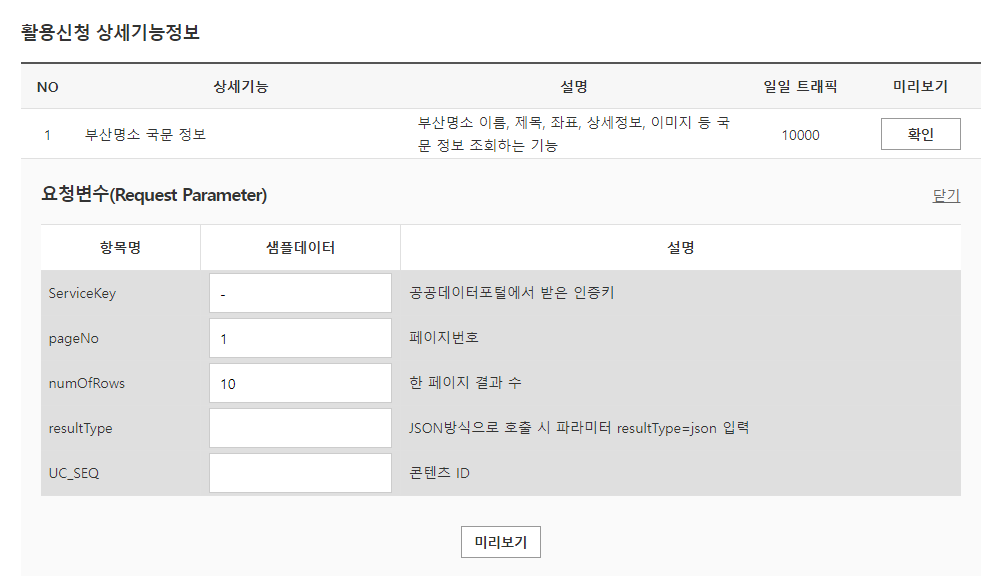 활용신청 상세기능정보
NO 상세기능 설명 일일 트래픽 미리보기
1 부산명소 국문 정보 부산명소 이름, 제목, 좌표, 상세정보, 이미지 등 국 10000 확인
문 정보 조회하는 기능
요청변수(Request Parameter) 닫기
항목명 샘플데이터 설명
ServiceKey - 공공데이터포털에서 받은 인증키
pageNo 1 페이지번호
numOfRows 10 한 페이지 결과 수
resultType JSON방식으로 호출 시 파라미터 resultType=json 입력
UC_SEQ 콘텐츠 ID
미리보기